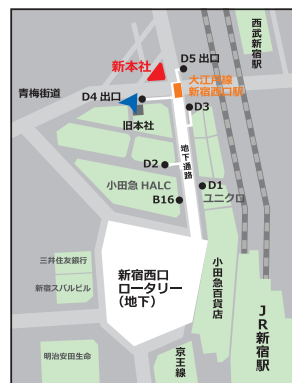 D5 出口
西武新宿駅
新本社
大江戸線
新宿西口駅
青梅街道
D4 出口
D3
旧本社
地下通路
D2
小田急 HALC
D1
ユニクロ
B16
小田急百貨店
三井住友銀行
新宿西口
ロータリー
(地下)
新宿スバルビル
JR新宿駅
明治安田生命
京王線